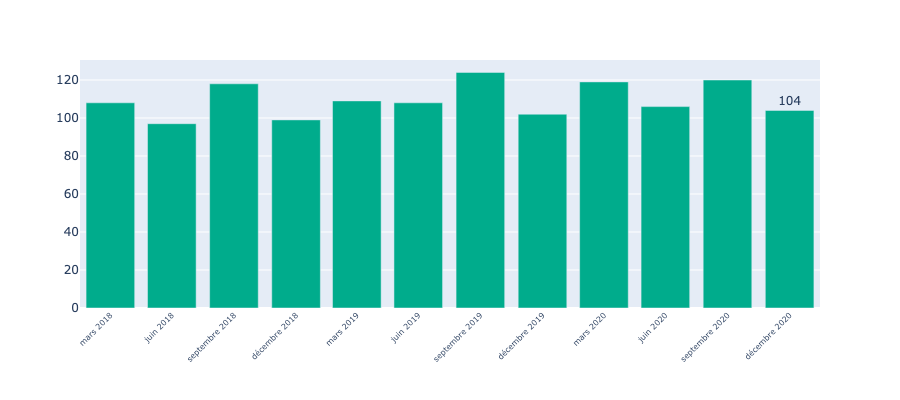 120
100
80
60
40
20
0
104
mars 2018
juin 2018
septembre 2018
décembre 2018
mars 2019
juin 2019
septembre 2019
décembre 2019
mars 2020
juin 2020
septembre 2020
décembre 2020